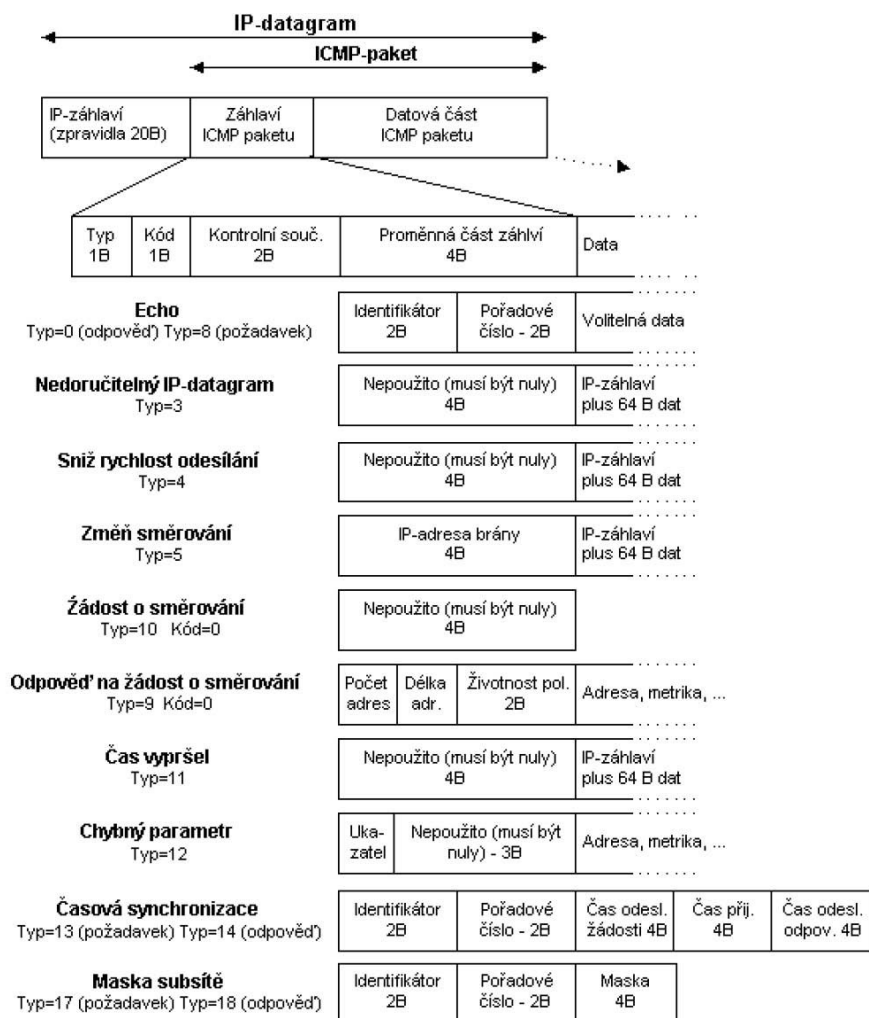 IP-datagram
ICMP-paket
IP-záhlaví
(zpravidla 20B)
Záhlaví
ICMP paketu
Datová část
ICMP paketu
Typ
1B
Kód
1B
Kontrolní souč.
2B
Proměnná část záhlví
4B
Data
Echo
Typ=0 (odpověď) Typ=8 (požadavek)
Identifikátor
2B
Pořadové
číslo - 2B
Volitelná data
Nedoručitelný IP-datagram
Typ=3
Nepoužito (musí být nuly)
4B
IP-záhlaví
plus 64 B dat
Sniž rychlost odesílání
Typ=4
Nepoužito (musí být nuly)
4B
IP-záhlaví
plus 64 B dat
Změň směrování
Typ=5
IP-adresa brány
4B
IP-záhlaví
plus 64 B dat
Źádost o směrování
Typ=10 Kód=0
Nepoužito (musí být nuly)
4B
Odpověď na žádost o směrování
Typ=9 Kód=0
Počet
adres
Délka
adr.
Životnost pol.
2B
Adresa, metrika, ...
Čas vypršel
Typ=11
Nepoužito (musí být nuly)
4B
IP-záhlaví
plus 64 B dat
Chybný parametr
Typ=12
Uka-
zatel
Nepoužito (musí být
nuly) - 3B
Adresa, metrika, ...
Časová synchronizace
Typ=13 (požadavek) Typ=14 (odpověď)
Identifikátor
2B
Pořadové
číslo - 2B
Čas odesl.
žádosti 4B
Čas přij.
4B
Čas odesl.
odpov. 4B
Maska subsítě
Typ=17 (požadavek) Typ=18 (odpověď)
Identifikátor
2B
Pořadové
číslo - 2B
Maska
4B